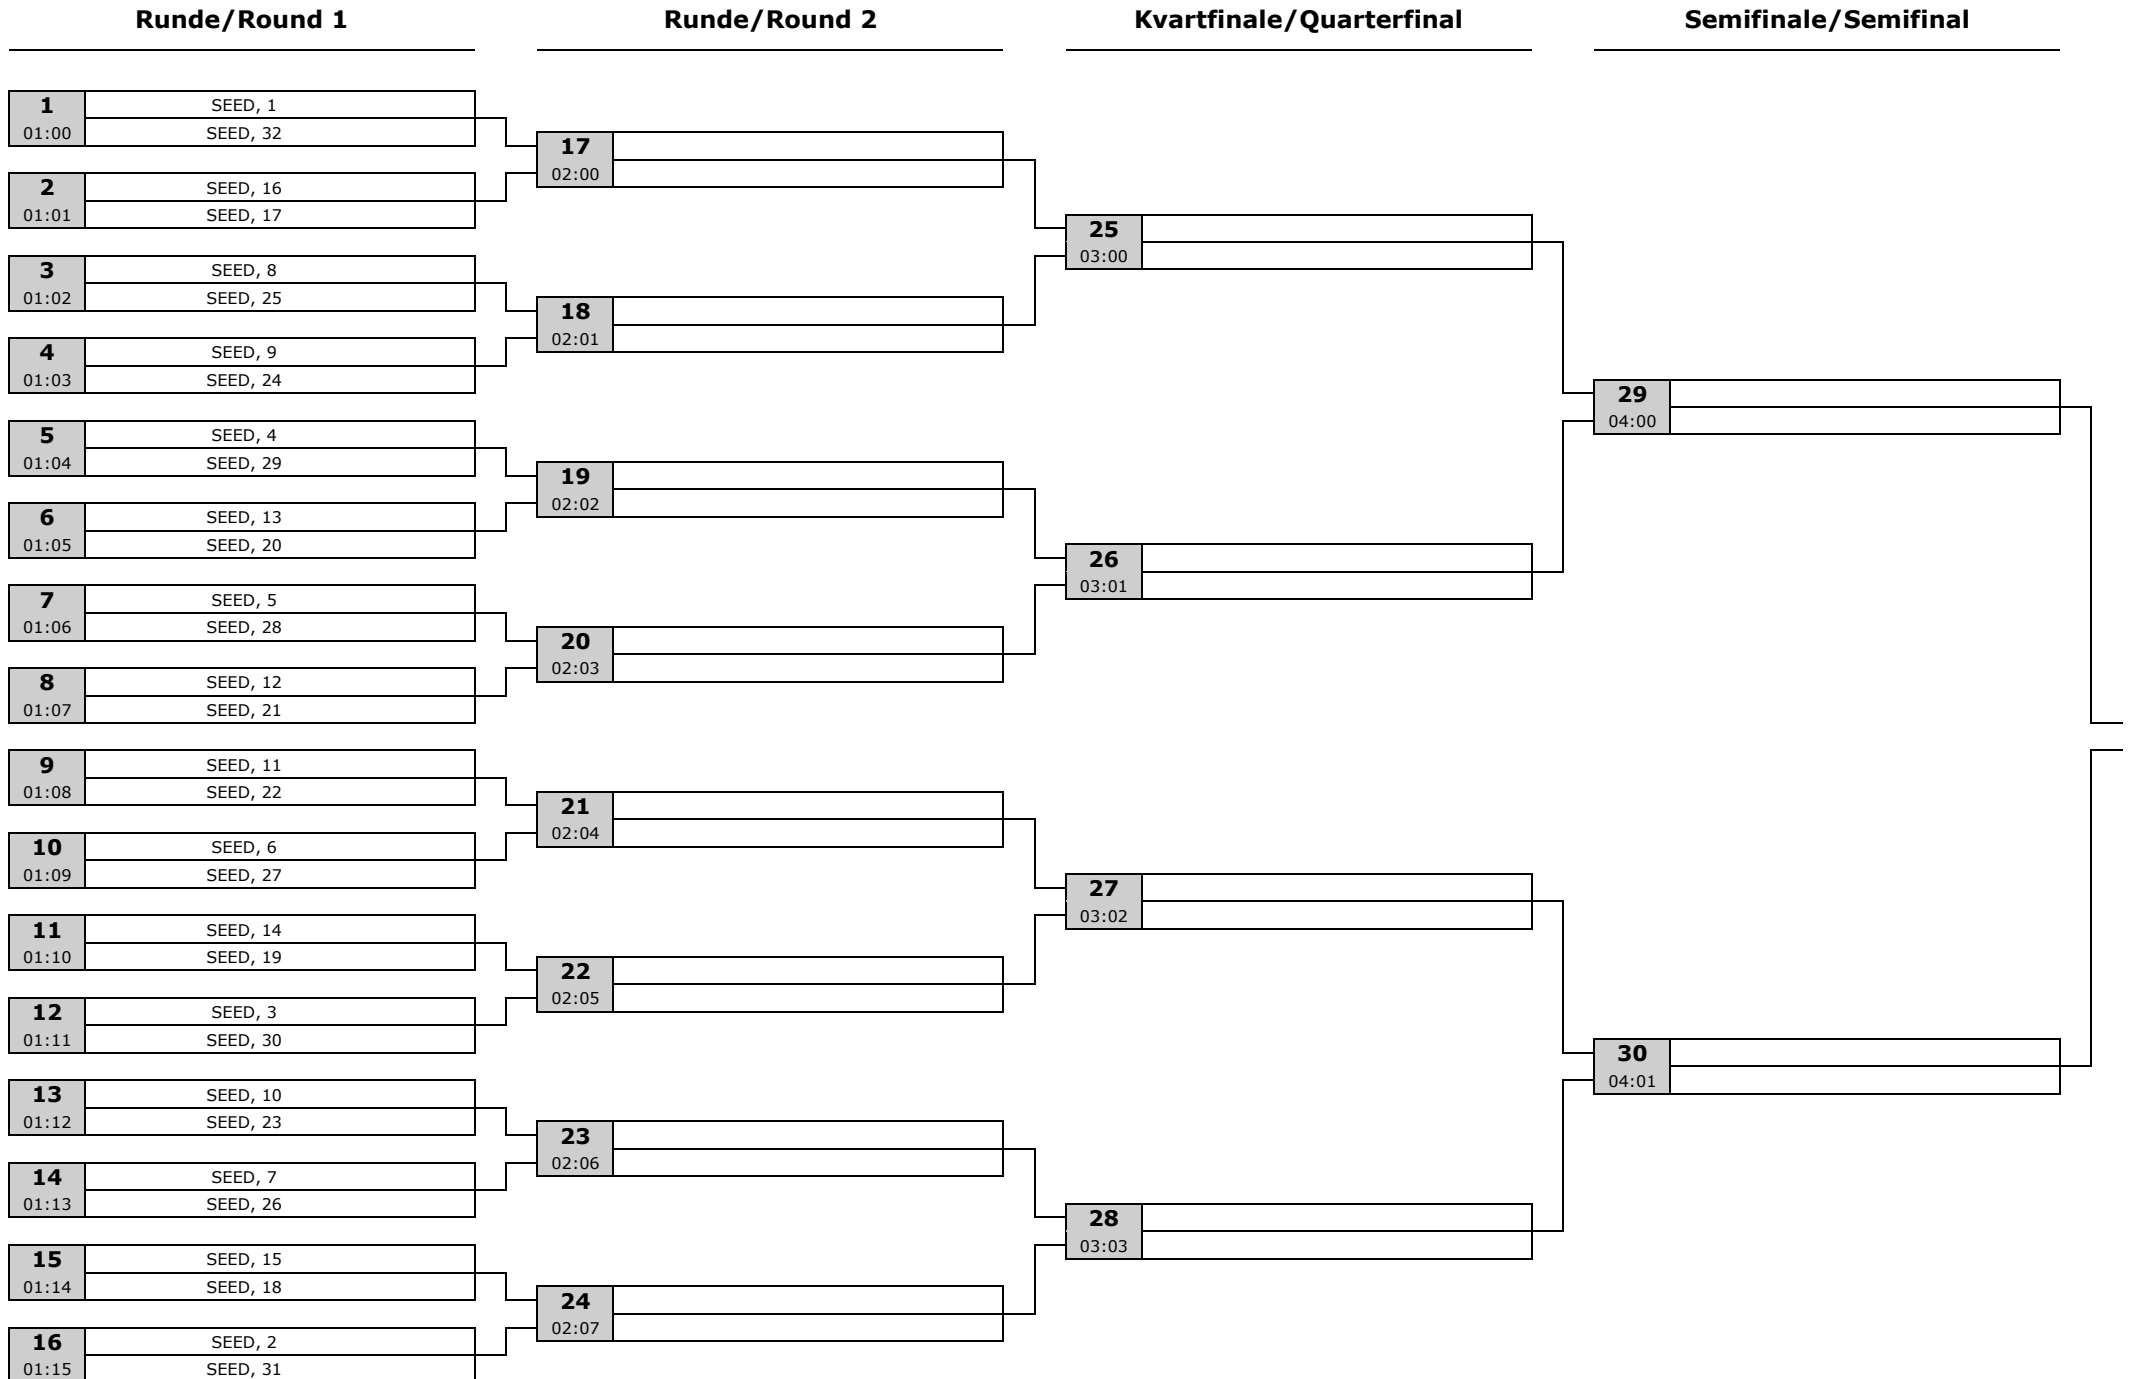 Runde/Round 1
Runde/Round 2
Kvartfinale/Quarterfinal
Semifinale/Semifinal
1
SEED, 1
01:00
SEED, 32
2
SEED, 16
01:01
SEED, 17
3
SEED, 8
01:02
SEED, 25
4
SEED, 9
01:03
SEED, 24
5
SEED, 4
01:04
SEED, 29
6
SEED, 13
01:05
SEED, 20
7
SEED, 5
01:06
SEED, 28
8
SEED, 12
01:07
SEED, 21
9
SEED, 11
01:08
SEED, 22
10
SEED, 6
01:09
SEED, 27
11
SEED, 14
01:10
SEED, 19
12
SEED, 3
01:11
SEED, 30
13
SEED, 10
01:12
SEED, 23
14
SEED, 7
01:13
SEED, 26
15
SEED, 15
01:14
SEED, 18
16
SEED, 2
01:15
SEED, 31
17
02:00
18
02:01
19
02:02
20
02:03
21
02:04
22
02:05
23
02:06
24
02:07
25
03:00
26
03:01
27
03:02
28
03:03
29
04:00
30
04:01